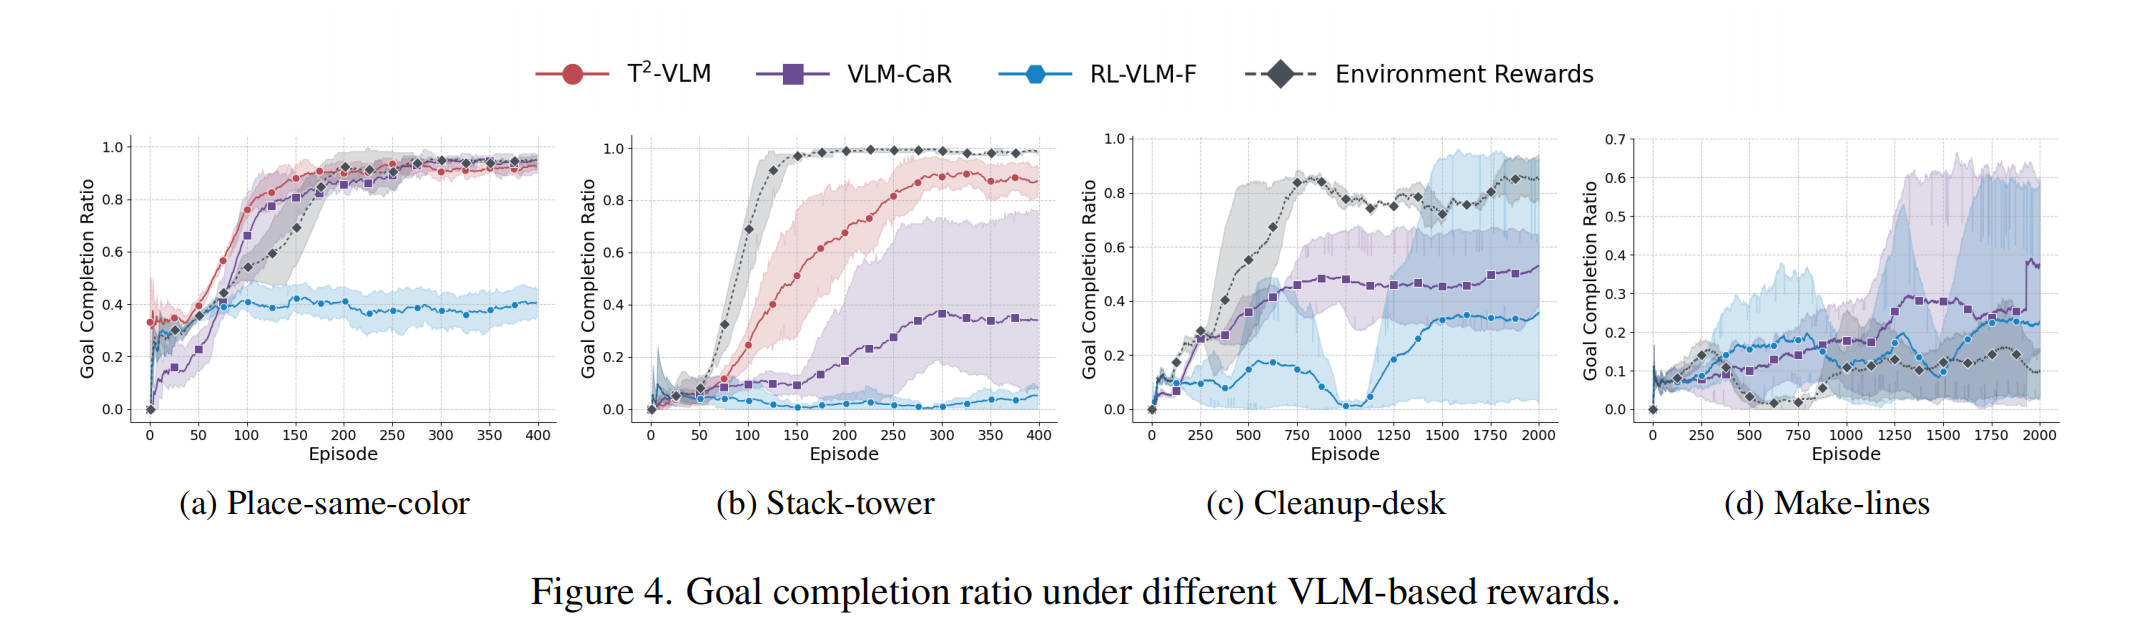 T²-VLM VLM-CaR RL-VLM-F Environment Rewards
Goal Completion Ratio
1.0
0.8
0.6
0.4
0.2
0.0
0 50 100 150 200 250 300 350 400
Episode
(a) Place-same-color
Goal Completion Ratio
1.0
0.8
0.6
0.4
0.2
0.0
0 50 100 150 200 250 300 350 400
Episode
(b) Stack-tower
Goal Completion Ratio
1.0
0.8
0.6
0.4
0.2
0.0
0 250 500 750 1000 1250 1500 1750 2000
Episode
(c) Cleanup-desk
Goal Completion Ratio
0.7
0.6
0.5
0.4
0.3
0.2
0.1
0.0
0 250 500 750 1000 1250 1500 1750 2000
Episode
(d) Make-lines
Figure 4. Goal completion ratio under different VLM-based rewards.